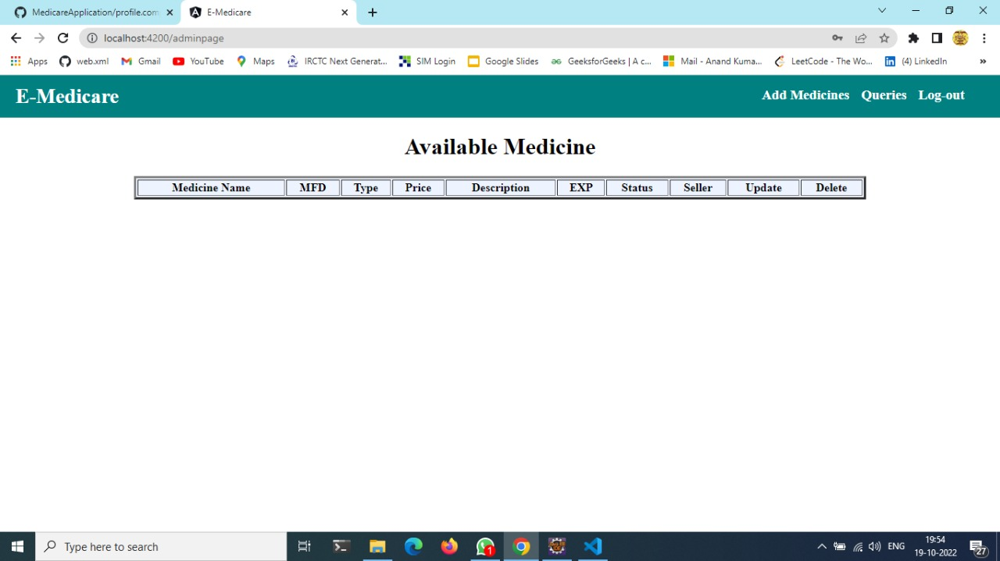 MedicareApplication/profile.com
E-Medicare
localhost:4200/adminpage
Apps
web.xml
Gmail
YouTube
Maps
IRCTC Next Generat...
SIM Login
Google Slides
GeeksforGeeks | A c...
Mail - Anand Kuma...
LeetCode - The Wo...
(4) LinkedIn
»
E-Medicare
Add Medicines Queries Log-out
Available Medicine
Medicine Name MFD Type Price Description EXP Status Seller Update Delete
Type here to search
1
ENG
19:54
19-10-2022
27